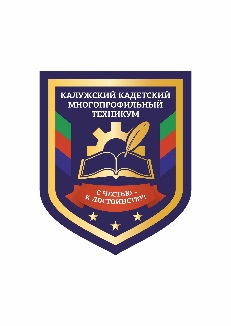 КАЛУЖСКИЙ КАДЕТСКИЙ
МНОГОПРОФИЛЬНЫЙ
ТЕХНИКУМ
С ЧЕСТЬЮ -
К ДОСТОИНСТВУ!